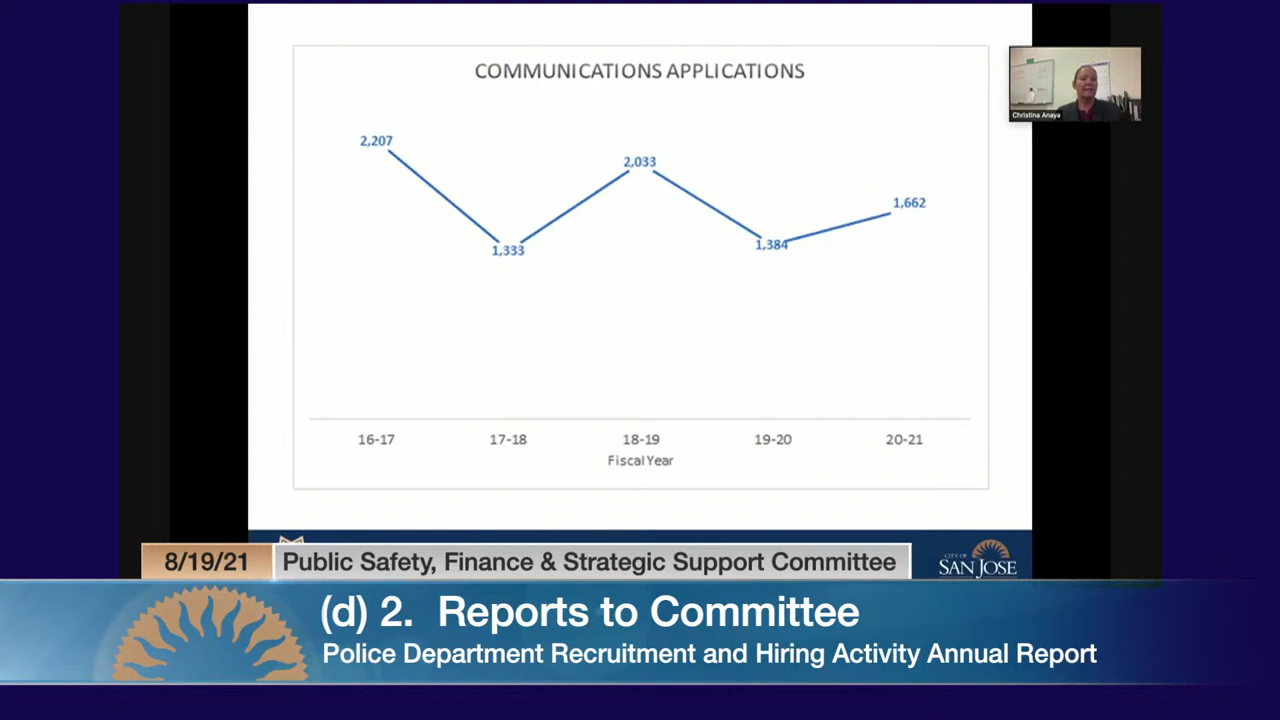 COMMUNICATIONS APPLICATIONS
2,207
2,033
1,662
1,333
1,384
16-17
17-18
18-19
19-20
20-21
Fiscal Year
Christina Anaya
8/19/21
Public Safety, Finance & Strategic Support Committee
CITY OF
SAN JOSE
(d) 2. Reports to Committee
Police Department Recruitment and Hiring Activity Annual Report